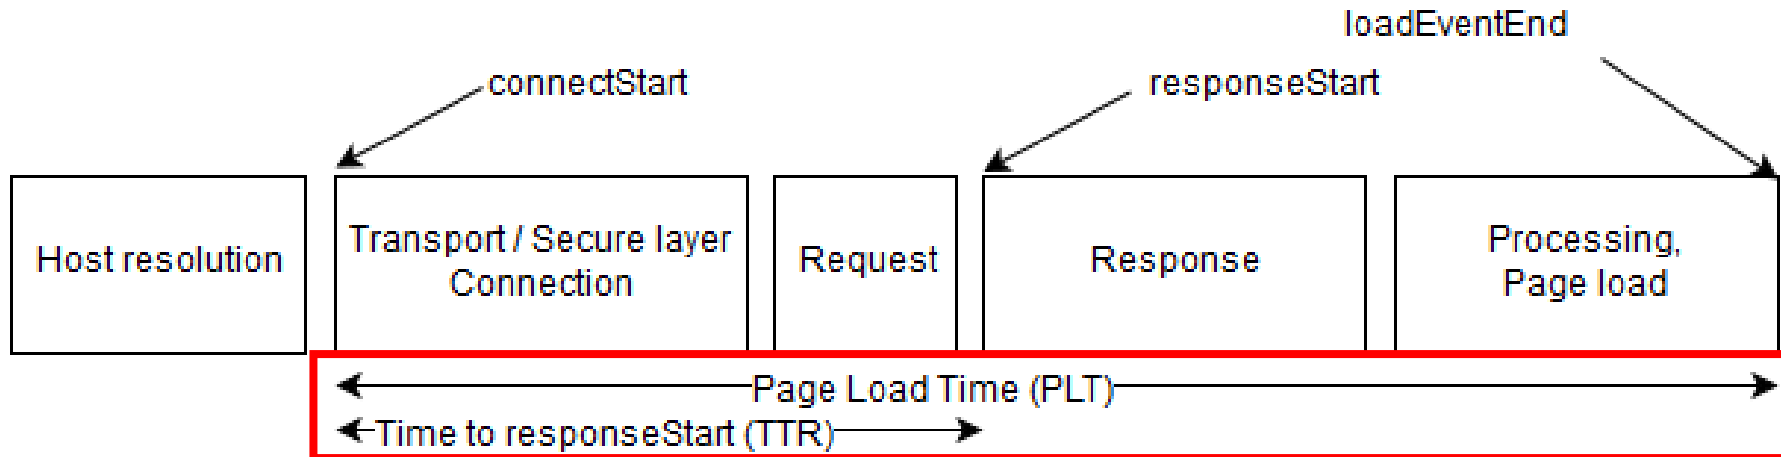 loadEventEnd
connectStart
responseStart
Host resolution
Transport / Secure layer
Connection
Request
Response
Processing,
Page load
Page Load Time (PLT)
Time to responseStart (TTR)